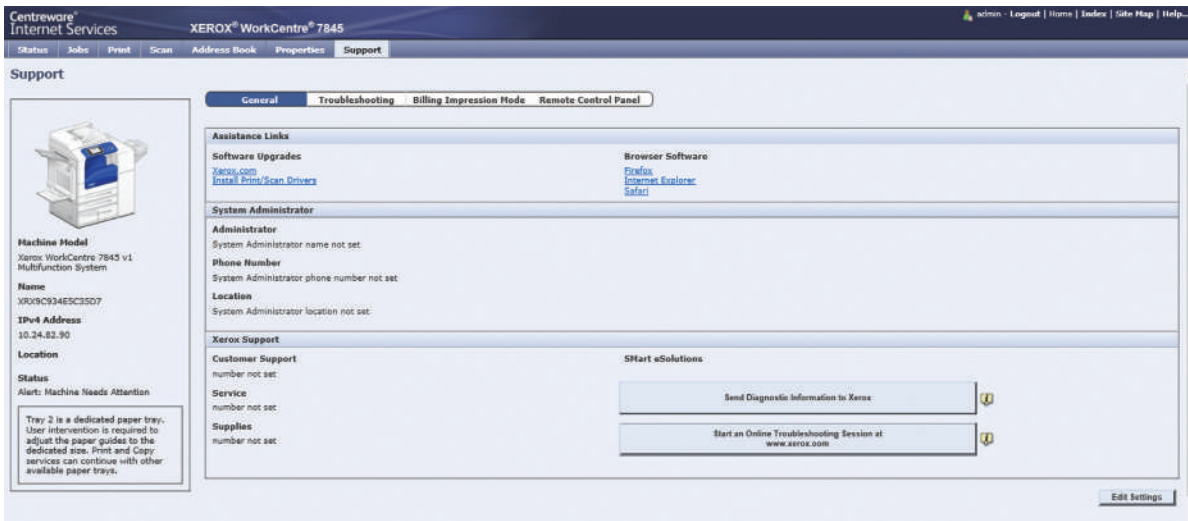 Centreware®
Internet Services
XEROX® WorkCentre® 7845
admin - Logout | Home | Index | Site Map | Help...
Status Jobs Print Scan Address Book Properties Support
Support
General Troubleshooting Billing Impression Mode Remote Control Panel
Machine Model
Xerox WorkCentre 7845 v1
Multifunction System
Name
XRX9C934E5C35D7
IPv4 Address
10.24.82.90
Location
Status
Alert: Machine Needs Attention
Tray 2 is a dedicated paper tray.
User intervention is required to
adjust the paper guides to the
dedicated size. Print and Copy
services can continue with other
available paper trays.
Assistance Links
Software Upgrades
Xerox.com
Install Print/Scan Drivers
Browser Software
Firefox
Internet Explorer
Safari
System Administrator
Administrator
System Administrator name not set
Phone Number
System Administrator phone number not set
Location
System Administrator location not set
Xerox Support
Customer Support
number not set
Service
number not set
Supplies
number not set
SMart eSolutions
Send Diagnostic Information to Xerox
Start an Online Troubleshooting Session at
www.xerox.com
Edit Settings